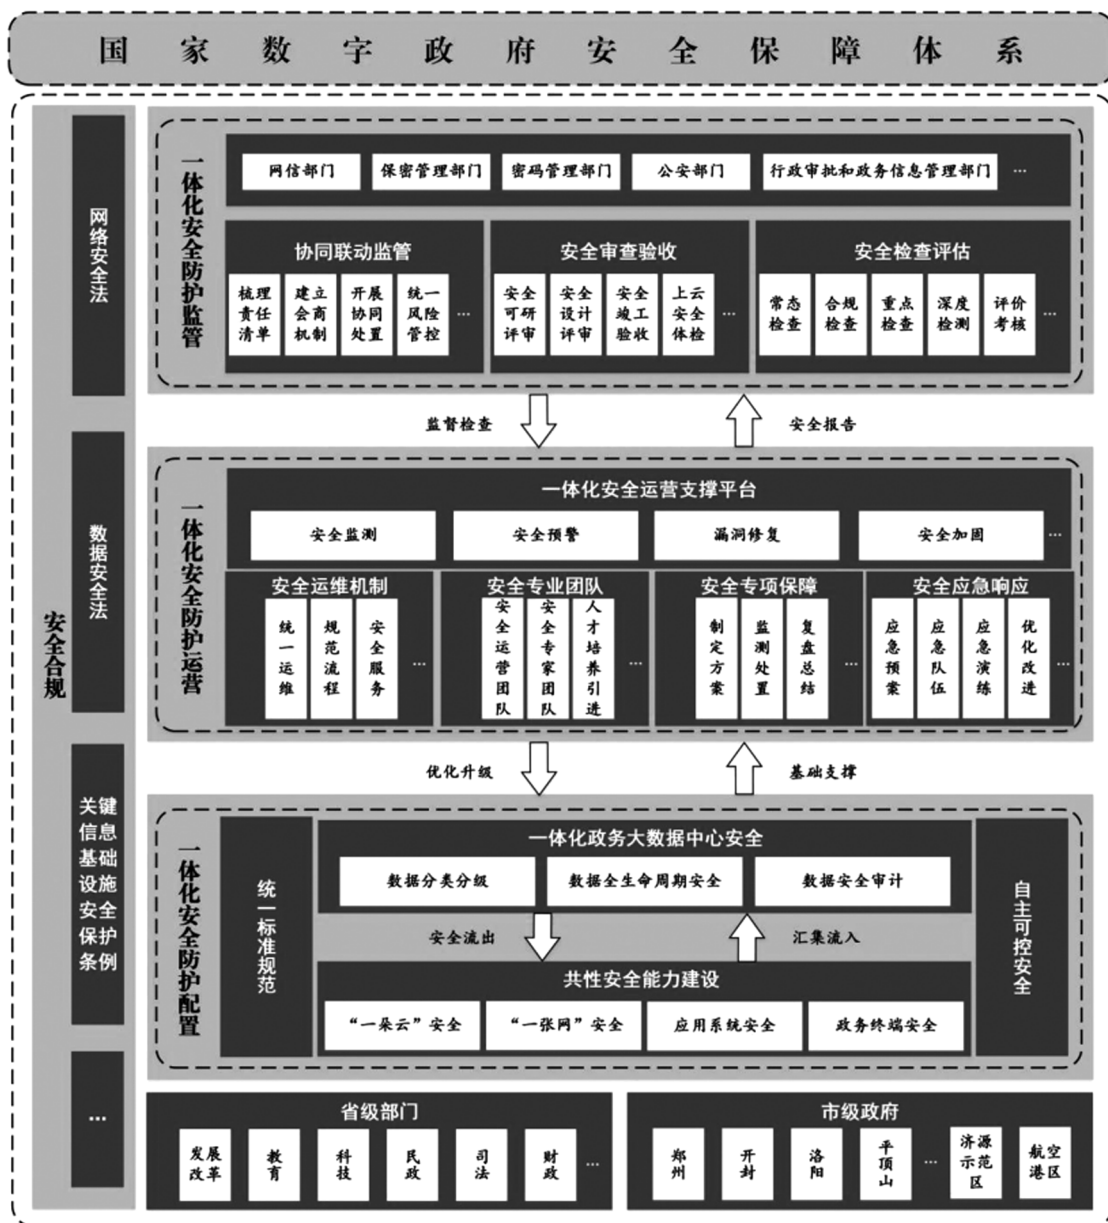 国家数字政府安全保障体系
安全合规
网络安全法
数据安全法
关键
信息
基础
设施
安全
保护
条例
...
一体化安全防护监管
网信部门
保密管理部门
密码管理部门
公安部门
行政审批和政务信息管理部门
...
协同联动监管
梳理
责任
清单
建立
会商
机制
开展
协同
处置
统一
风险
管控
...
安全审查验收
安全
可研
评审
安全
设计
评审
安全
竣工
验收
上云
安全
体检
...
安全检查评估
常态
检查
合规
检查
重点
检查
深度
检测
评价
考核
...
监督检查
安全报告
一体化安全防护运营
一体化安全运营支撑平台
安全监测
安全预警
漏洞修复
安全加固
...
安全运维机制
统一运维
规范流程
安全服务
...
安全专业团队
安全运营团队
安全专家团队
人才培养引进
...
安全专项保障
制定方案
监测处置
复盘总结
...
安全应急响应
应急预案
应急队伍
应急演练
优化改进
...
优化升级
基础支撑
一体化安全防护配置
统一标准规范
一体化政务大数据中心安全
数据分类分级
数据全生命周期安全
数据安全审计
安全流出
汇集流入
共性安全能力建设
“一朵云”安全
“一张网”安全
应用系统安全
政务终端安全
自主可控安全
省级部门
发展
改革
教育
科技
民政
司法
财政
...
市级政府
郑州
开封
洛阳
平顶山
...
济源
示范
区
航空
港区